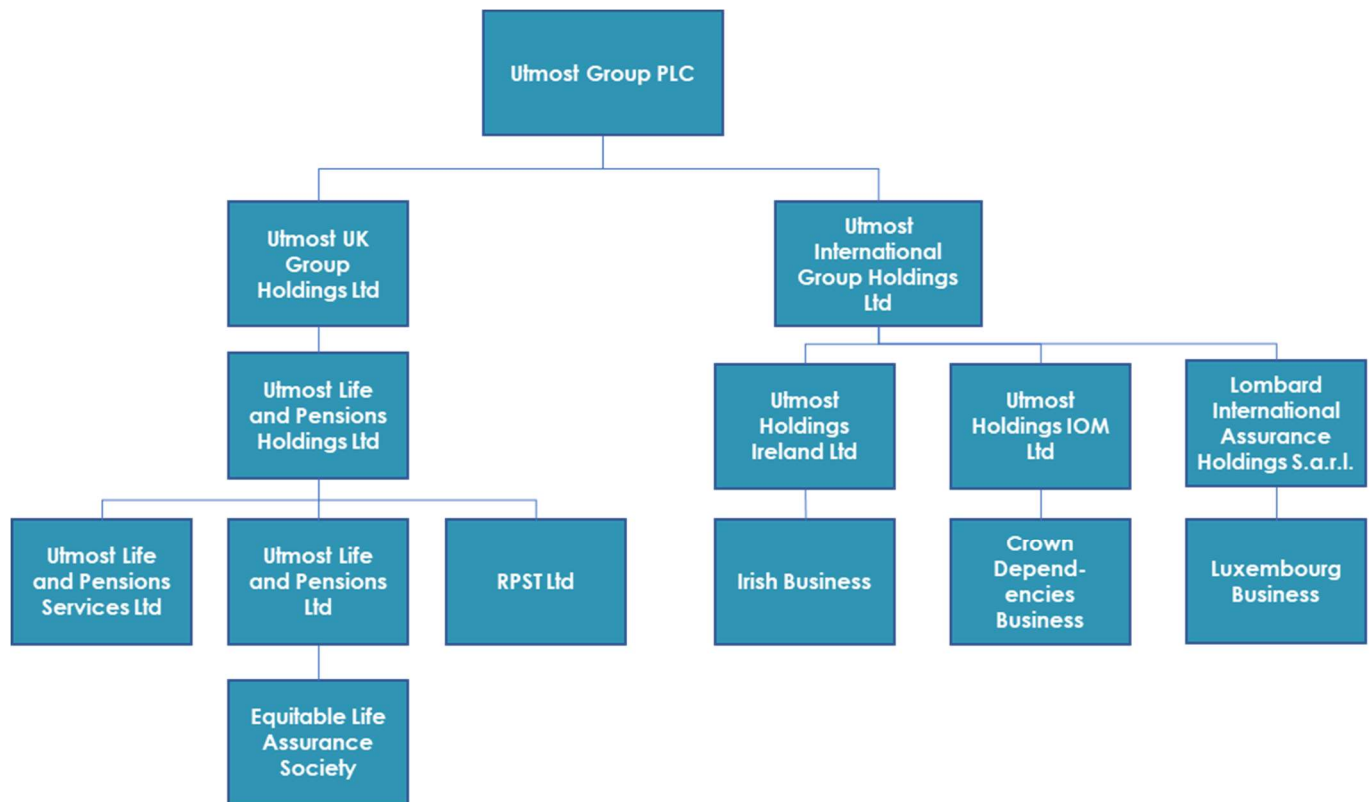 Utmost Group PLC
Utmost UK
Group
Holdings Ltd
Utmost
International
Group Holdings
Ltd
Utmost Life
and Pensions
Holdings Ltd
Utmost
Holdings
Ireland Ltd
Utmost
Holdings IOM
Ltd
Lombard
International
Assurance
Holdings S.a.r.l.
Utmost Life
and Pensions
Services Ltd
Utmost Life
and Pensions
Ltd
RPST Ltd
Irish Business
Crown
Depend-
encies
Business
Luxembourg
Business
Equitable Life
Assurance
Society